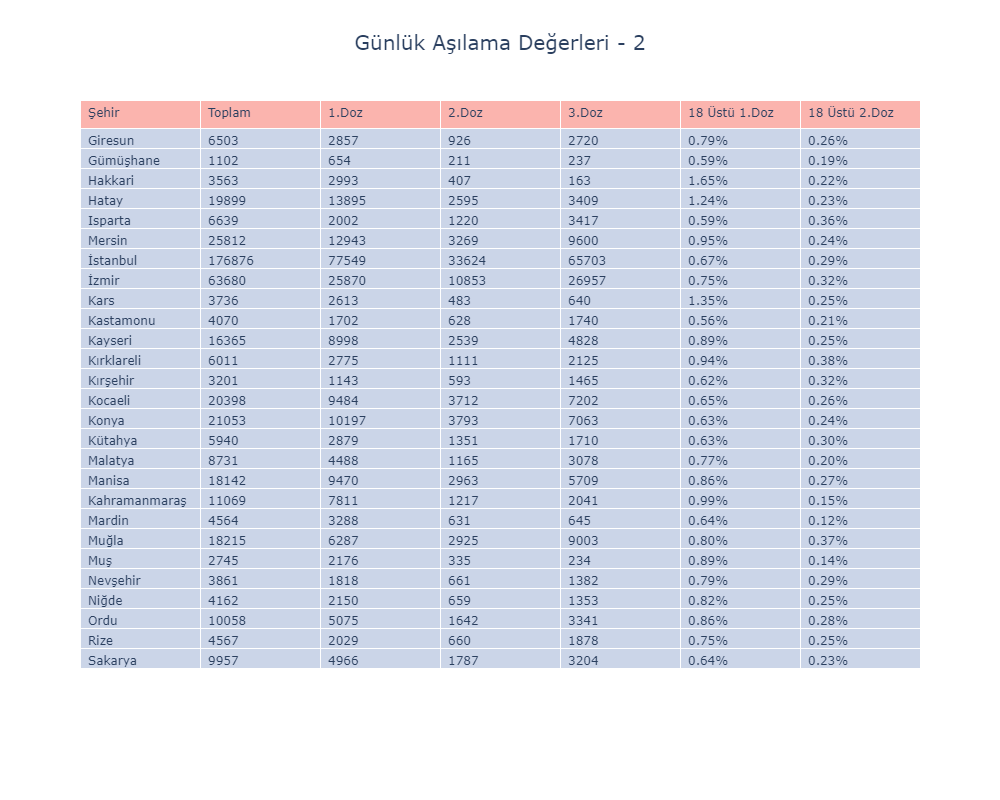 Günlük Aşılama Değerleri - 2
Şehir Toplam 1.Doz 2.Doz 3.Doz 18 Üstü 1.Doz 18 Üstü 2.Doz
Giresun 6503 2857 926 2720 0.79% 0.26%
Gümüşhane 1102 654 211 237 0.59% 0.19%
Hakkari 3563 2993 407 163 1.65% 0.22%
Hatay 19899 13895 2595 3409 1.24% 0.23%
Isparta 6639 2002 1220 3417 0.59% 0.36%
Mersin 25812 12943 3269 9600 0.95% 0.24%
İstanbul 176876 77549 33624 65703 0.67% 0.29%
İzmir 63680 25870 10853 26957 0.75% 0.32%
Kars 3736 2613 483 640 1.35% 0.25%
Kastamonu 4070 1702 628 1740 0.56% 0.21%
Kayseri 16365 8998 2539 4828 0.89% 0.25%
Kırklareli 6011 2775 1111 2125 0.94% 0.38%
Kırşehir 3201 1143 593 1465 0.62% 0.32%
Kocaeli 20398 9484 3712 7202 0.65% 0.26%
Konya 21053 10197 3793 7063 0.63% 0.24%
Kütahya 5940 2879 1351 1710 0.63% 0.30%
Malatya 8731 4488 1165 3078 0.77% 0.20%
Manisa 18142 9470 2963 5709 0.86% 0.27%
Kahramanmaraş 11069 7811 1217 2041 0.99% 0.15%
Mardin 4564 3288 631 645 0.64% 0.12%
Muğla 18215 6287 2925 9003 0.80% 0.37%
Muş 2745 2176 335 234 0.89% 0.14%
Nevşehir 3861 1818 661 1382 0.79% 0.29%
Niğde 4162 2150 659 1353 0.82% 0.25%
Ordu 10058 5075 1642 3341 0.86% 0.28%
Rize 4567 2029 660 1878 0.75% 0.25%
Sakarya 9957 4966 1787 3204 0.64% 0.23%